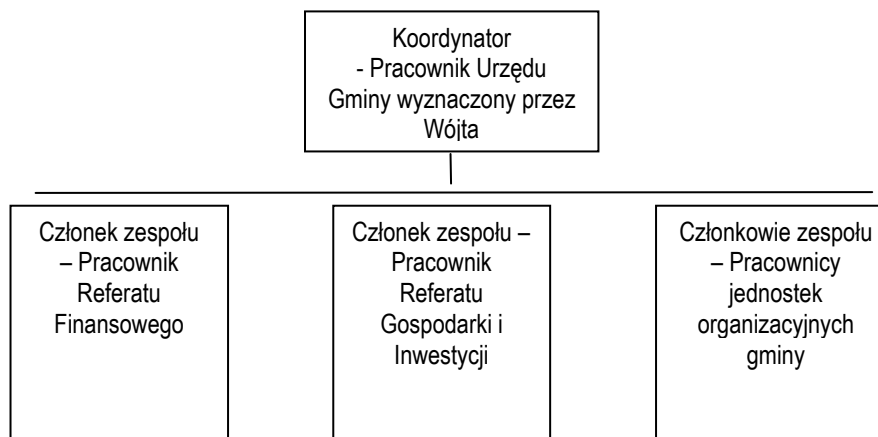 Koordynator
- Pracownik Urzędu
Gminy wyznaczony przez
Wójta
Członek zespołu
– Pracownik
Referatu
Finansowego
Członek zespołu –
Pracownik
Referatu
Gospodarki i
Inwestycji
Członkowie zespołu
– Pracownicy
jednostek
organizacyjnych
gminy